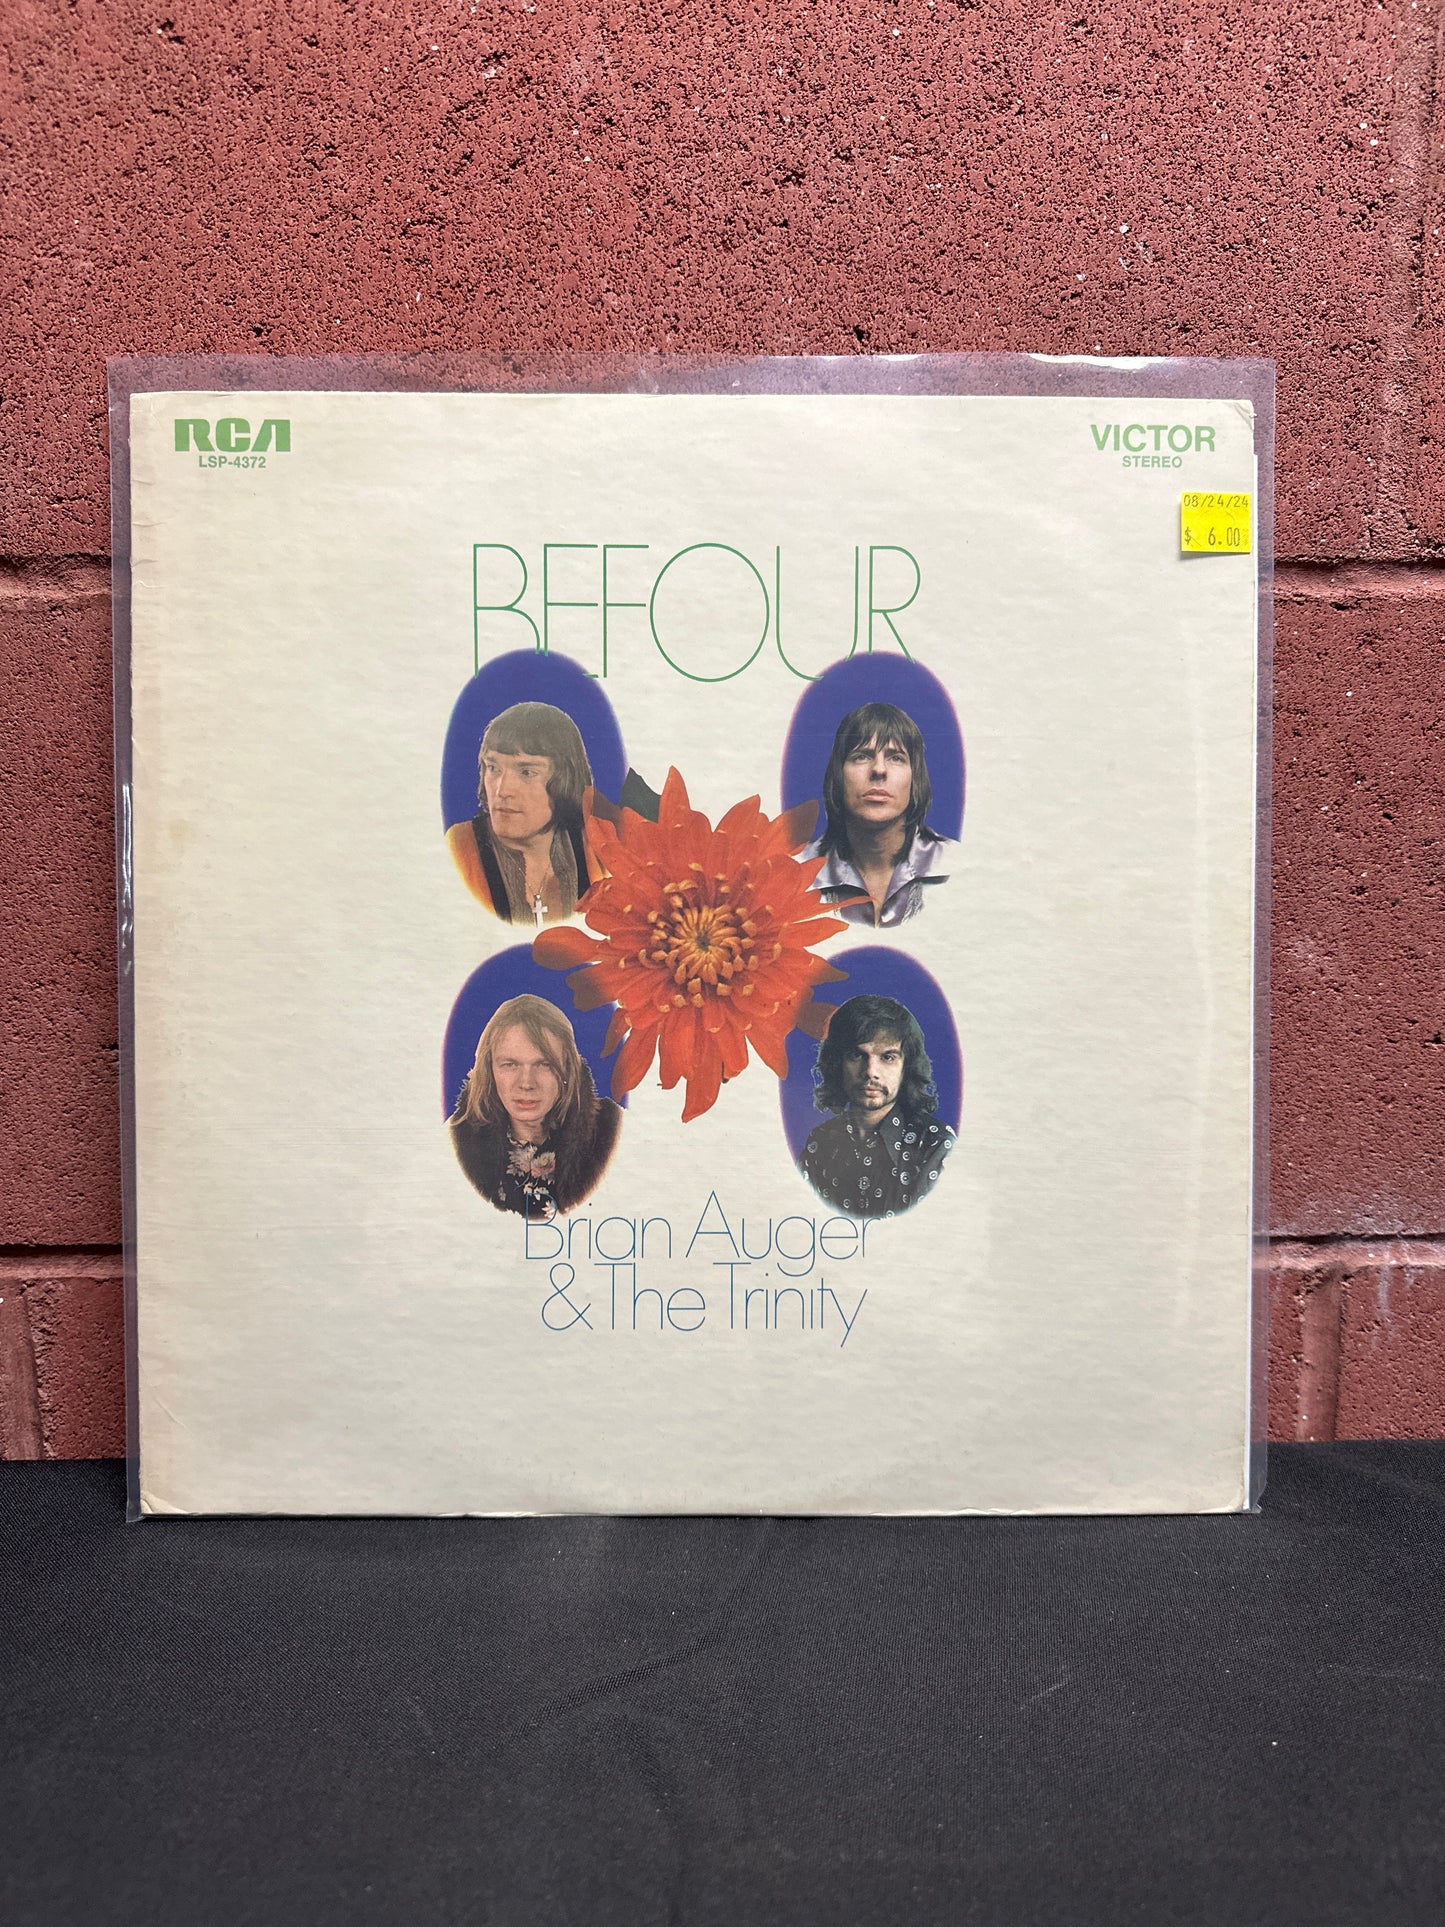 RCA
LSP-4372
VICTOR
STEREO
08/24/24
$ 6.00
BEFOUR
Brian Auger
& The Trinity